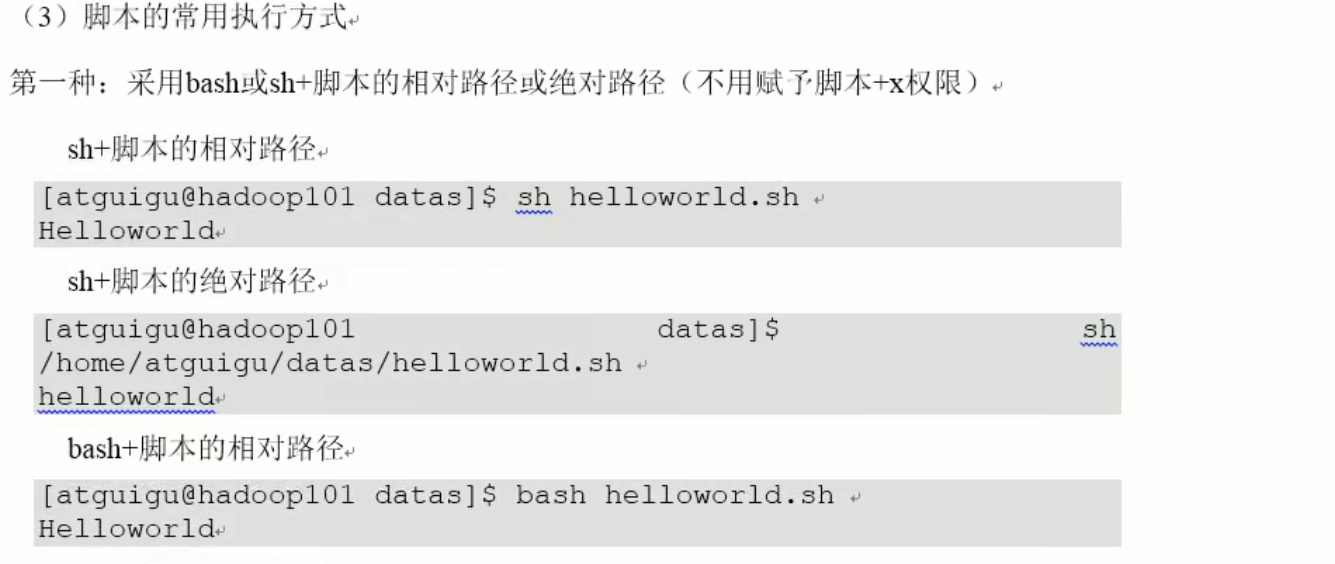 （3）脚本的常用执行方式
第一种：采用bash或sh+脚本的相对路径或绝对路径（不用赋予脚本+x权限）
sh+脚本的相对路径
[atguigu@hadoop101 datas]$ sh helloworld.sh
Helloworld
sh+脚本的绝对路径
[atguigu@hadoop101 datas]$ sh
/home/atguigu/datas/helloworld.sh
helloworld
bash+脚本的相对路径
[atguigu@hadoop101 datas]$ bash helloworld.sh
Helloworld